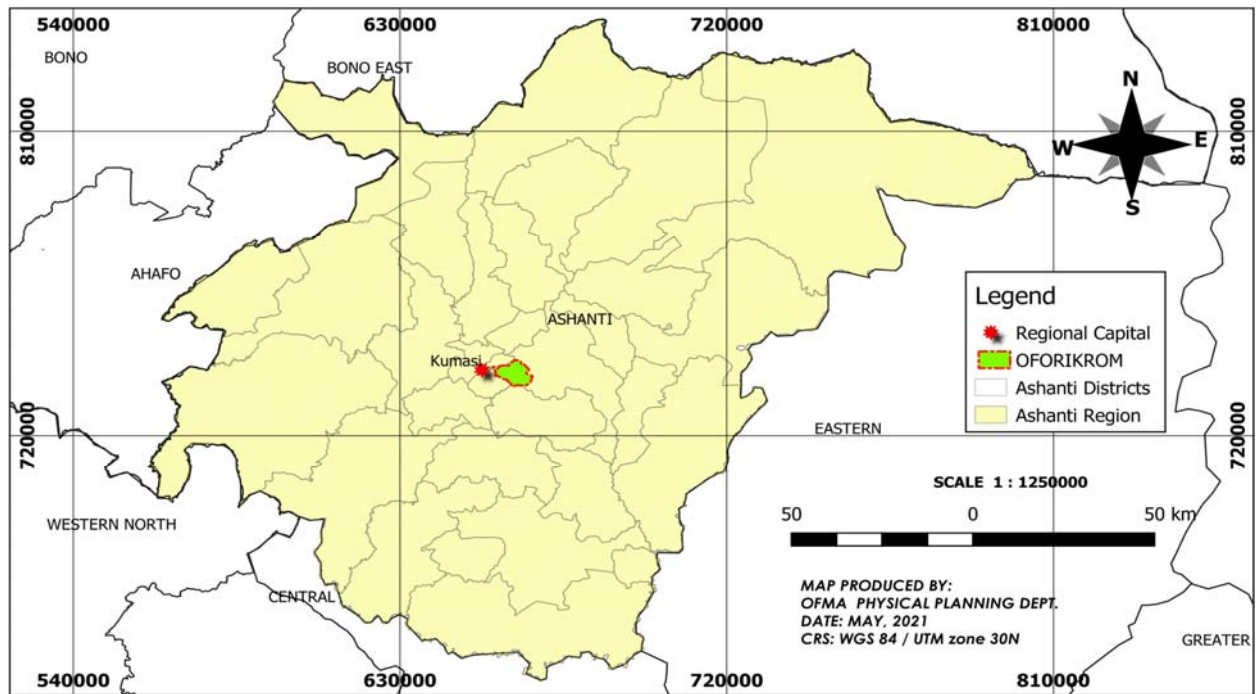 540000
630000
720000
810000
BONO
BONO EAST
N
W
E
S
810000
810000
AHAFO
ASHANTI
Kumasi
Legend
Regional Capital
OFORIKROM
Ashanti Districts
Ashanti Region
720000
720000
EASTERN
SCALE 1 : 1250000
50 0 50 km
WESTERN NORTH
MAP PRODUCED BY:
OFMA PHYSICAL PLANNING DEPT.
DATE: MAY, 2021
CRS: WGS 84 / UTM zone 30N
CENTRAL
GREATER
540000
630000
720000
810000